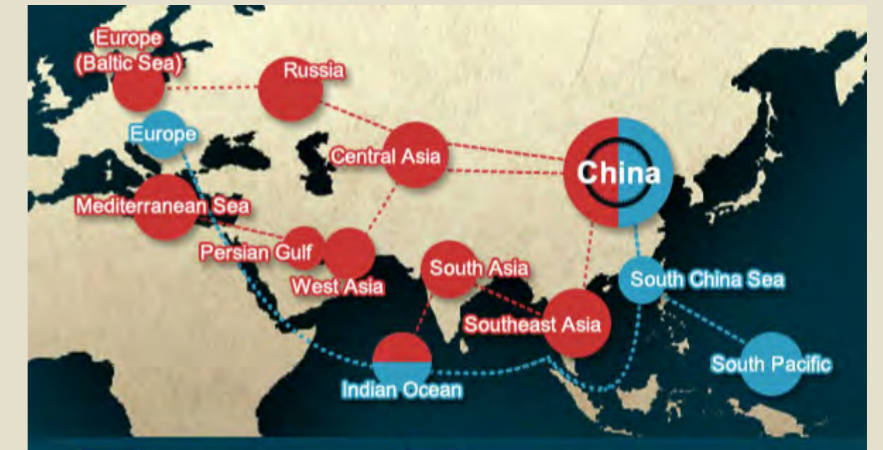 Europe
(Baltic Sea)
Russia
Europe
Central Asia
China
Mediterranean Sea
Persian Gulf
West Asia
South Asia
South China Sea
Southeast Asia
South Pacific
Indian Ocean